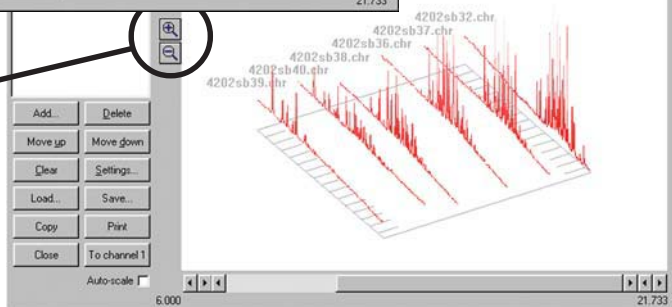 21.733
4202sb32.chr
4202sb37.chr
4202sb36.chr
4202sb38.chr
4202sb40.chr
4202sb39.chr
Add... Delete
Move up Move down
Clear Settings...
Load... Save...
Copy Print
Close To channel 1
Auto-scale
6.000 21.733